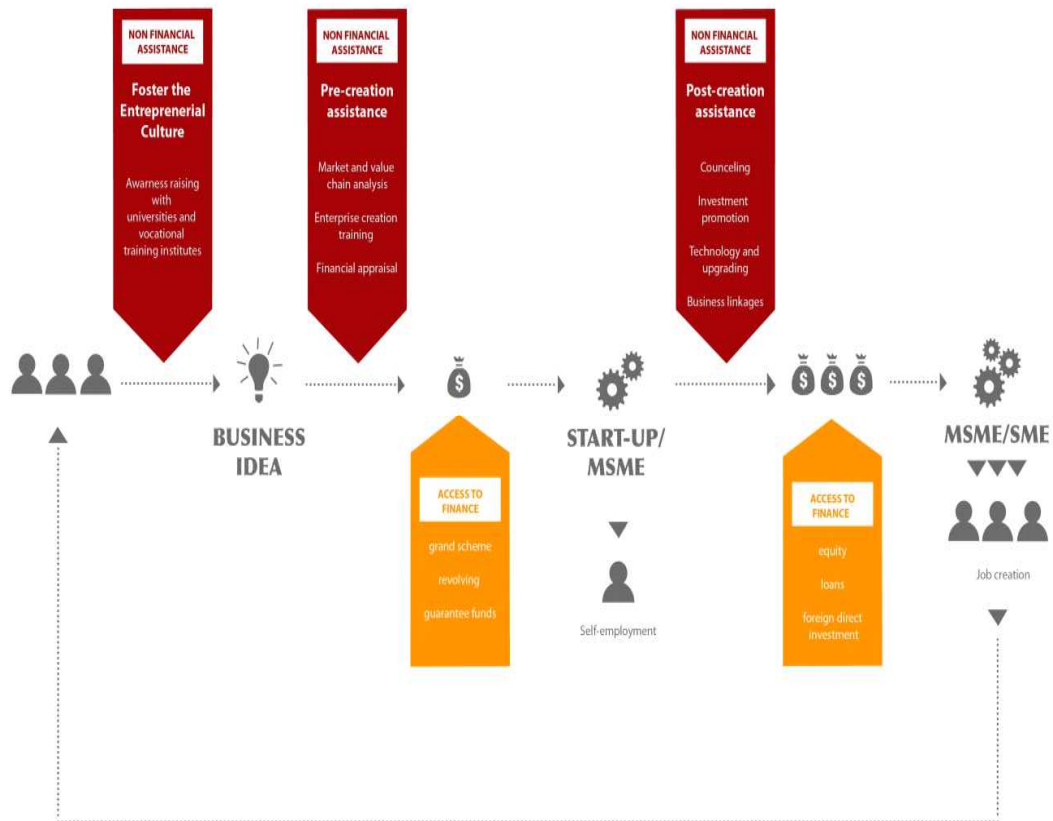 NON FINANCIAL
ASSISTANCE
Foster the
Entreprenerial
Culture
Awarness raising
with
universities and
vocational
training institutes
NON FINANCIAL
ASSISTANCE
Pre-creation
assistance
Market and value
chain analysis
Enterprise creation
training
Financial appraisal
NON FINANCIAL
ASSISTANCE
Post-creation
assistance
Counceling
Investment
promotion
Technology and
upgrading
Business linkages
$
$ $ $
BUSINESS
IDEA
START-UP/
MSME
MSME/SME
ACCESS TO
FINANCE
grand scheme
revolving
guarantee funds
Self-employment
ACCESS TO
FINANCE
equity
loans
foreign direct
investment
Job creation